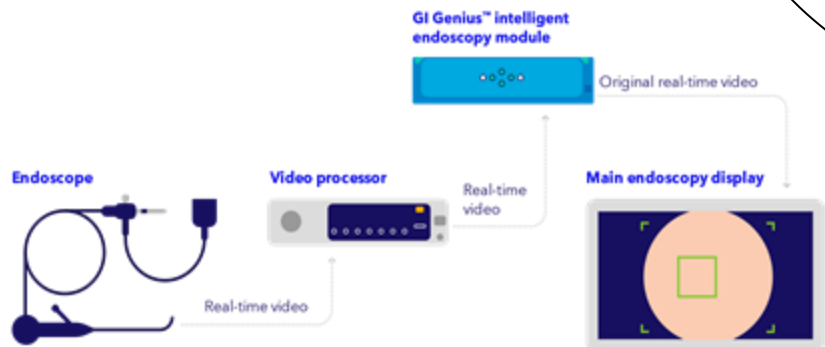 GI Genius™ intelligent
endoscopy module
Original real-time video
Endoscope
Video processor
Real-time
video
Main endoscopy display
Real-time video